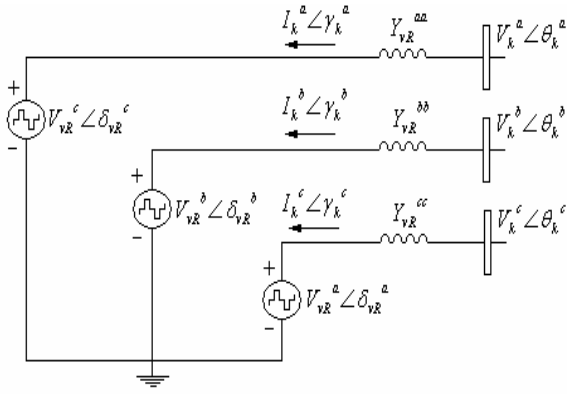 I_k^a∠γ_k^a
Y_vR^aa
V_k^a∠θ_k^a
+
V_vR^c∠δ_vR^c
-
I_k^b∠γ_k^b
Y_vR^bb
V_k^b∠θ_k^b
+
V_vR^b∠δ_vR^b
-
I_k^c∠γ_k^c
Y_vR^cc
V_k^c∠θ_k^c
+
V_vR^a∠δ_vR^a
-